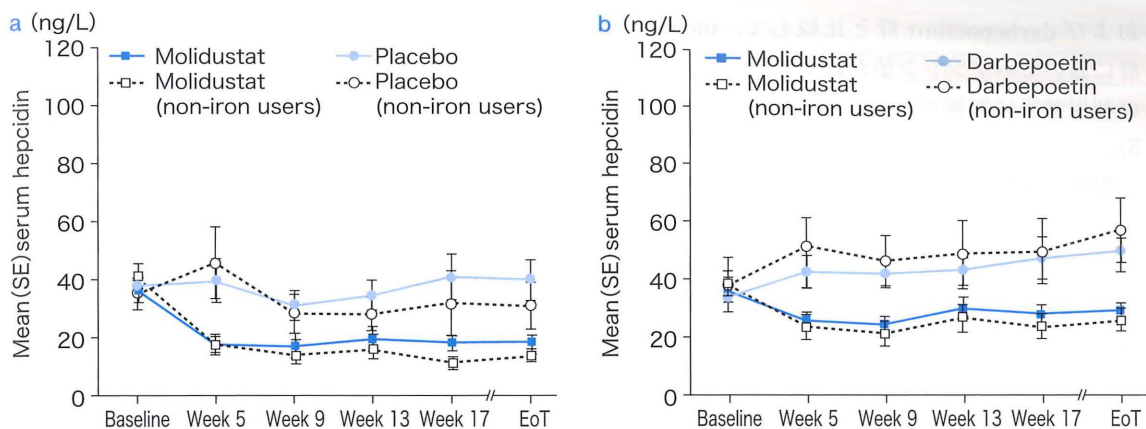 a (ng/L)
Mean (SE) serum hepcidin
120
100
80
60
40
20
0
Molidustat
Molidustat
(non-iron users)
Placebo
Placebo
(non-iron users)
Baseline Week 5 Week 9 Week 13 Week 17 EoT
b (ng/L)
Mean (SE) serum hepcidin
120
100
80
60
40
20
0
Molidustat
Molidustat
(non-iron users)
Darbepoetin
Darbepoetin
(non-iron users)
Baseline Week 5 Week 9 Week 13 Week 17 EoT